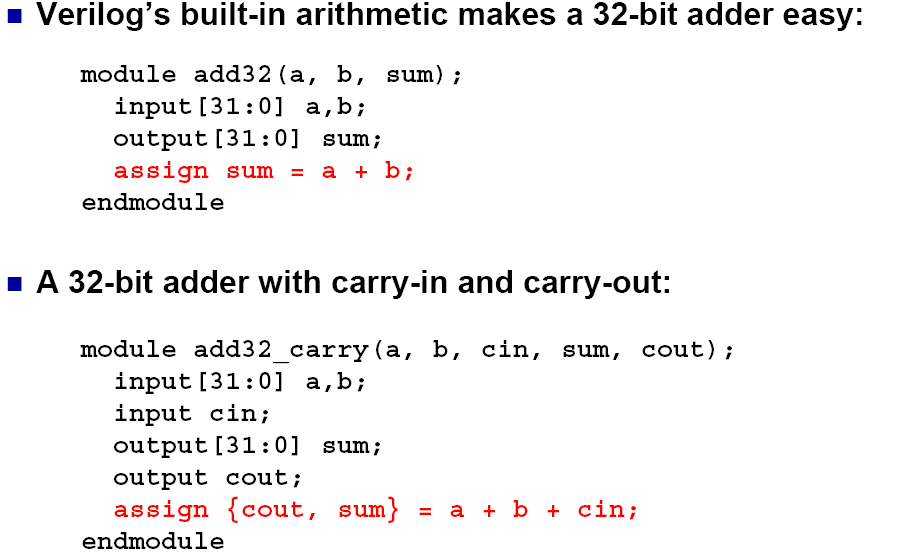 ■ Verilog’s built-in arithmetic makes a 32-bit adder easy:
module add32(a, b, sum);
input[31:0] a,b;
output[31:0] sum;
assign sum = a + b;
endmodule
■ A 32-bit adder with carry-in and carry-out:
module add32_carry(a, b, cin, sum, cout);
input[31:0] a,b;
input cin;
output[31:0] sum;
output cout;
assign {cout, sum} = a + b + cin;
endmodule